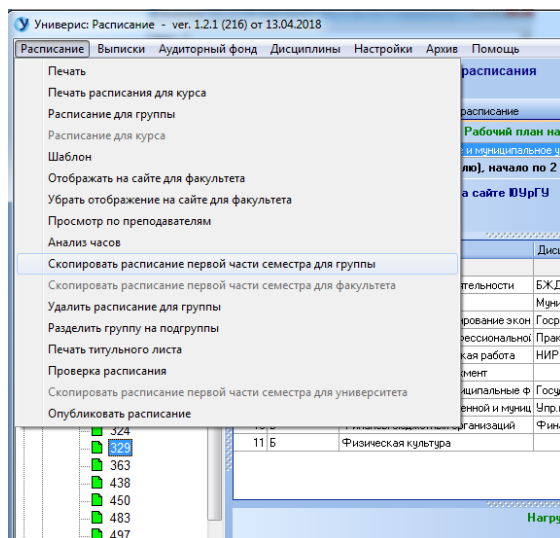 Универис: Расписание - ver. 1.2.1 (216) от 13.04.2018
Расписание Выписки Аудиторный фонд Дисциплины Настройки Архив Помощь
Печать
расписания
Печать расписания для курса
Расписание для группы
расписание
Расписание для курса
Рабочий план на
Шаблон
е и муниципальное у
Отображать на сайте для факультета
лю), начало по 2
Убрать отображение на сайте для факультета
а сайте ЮУрГУ
Просмотр по преподавателям
Анализ часов
Дисц
Скопировать расписание первой части семестра для группы
Скопировать расписание первой части семестра для факультета
тельности БЖД
Удалить расписание для группы
Муни
Разделить группу на подгруппы
рование экон Госр
Печать титульного листа
ессиональной Прак
Проверка расписания
кая работа НИР
мент
Скопировать расписание первой части семестра для университета
иципальные ф Госу
Опубликовать расписание
енной и муниц Упр.
324
организаций Фина
329
11 Б Физическая культура
363
438
450
483
Нагру
497